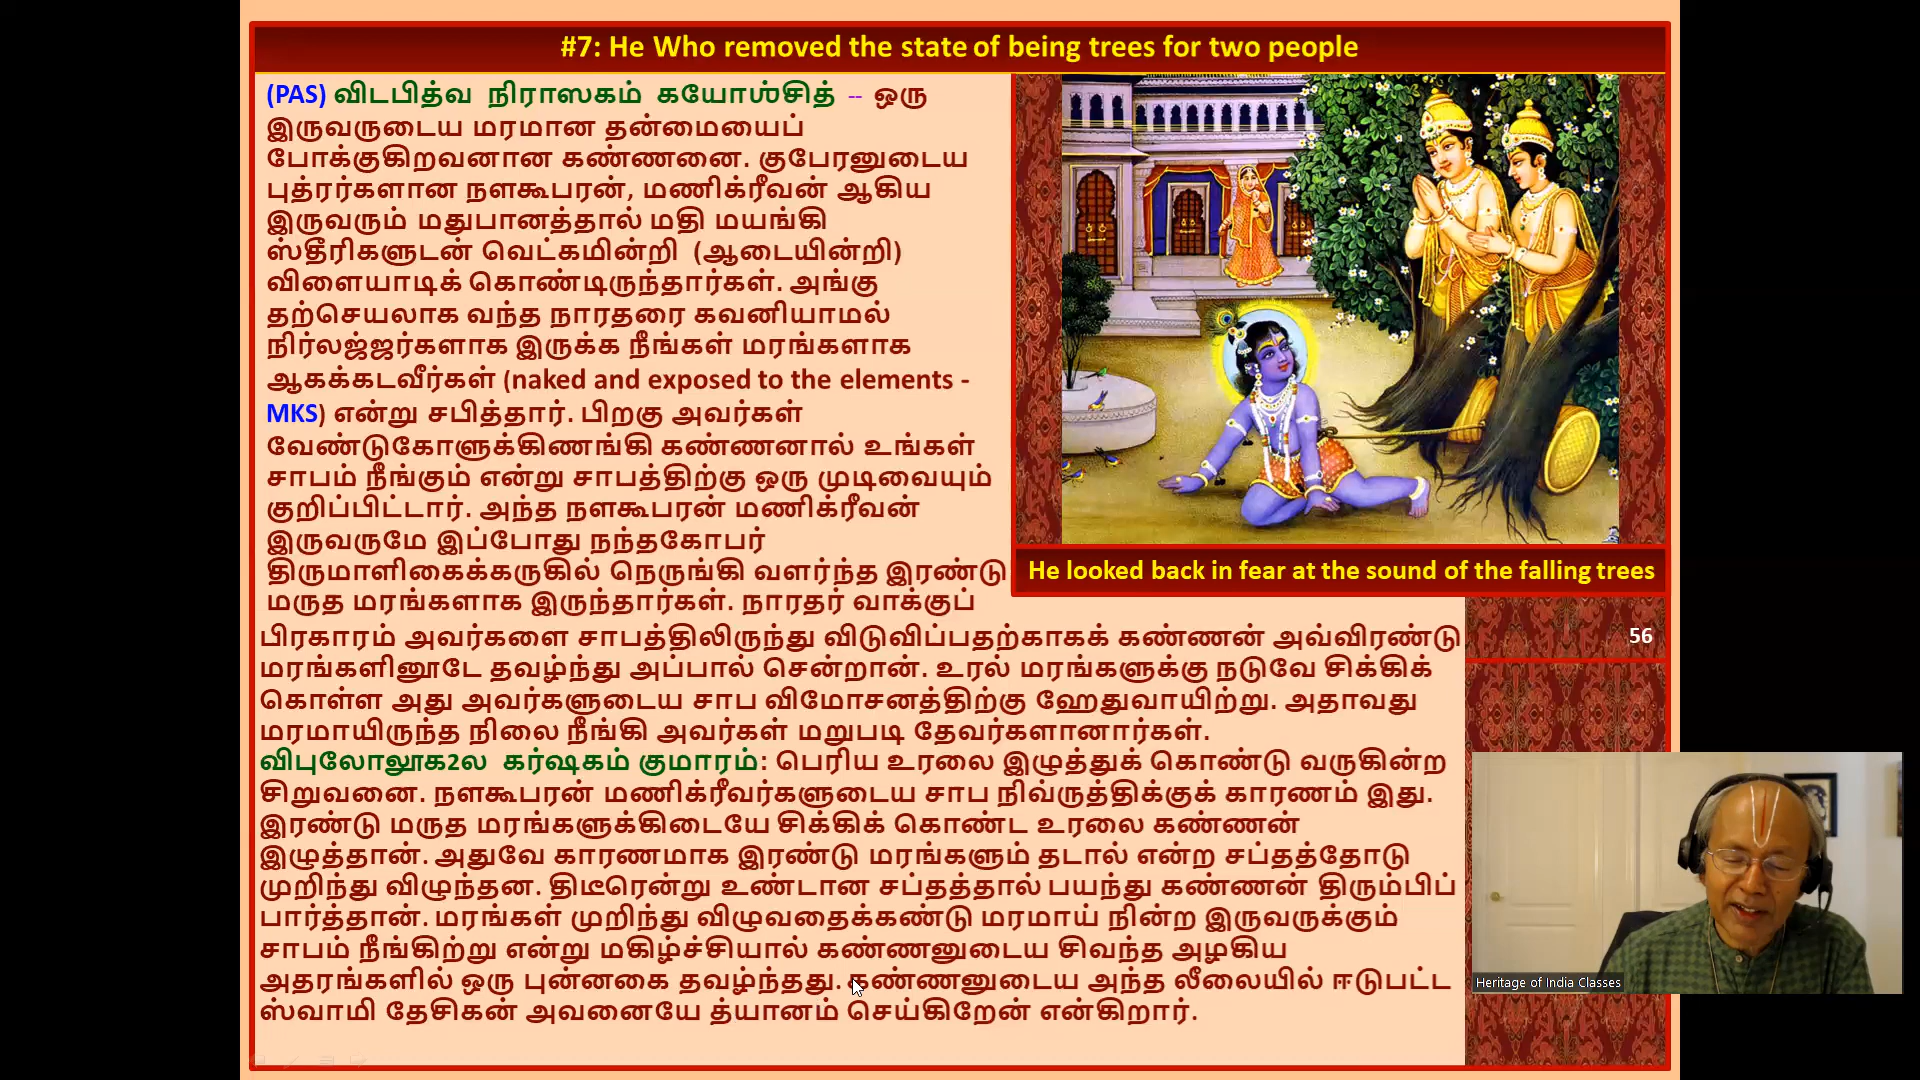 #7: He Who removed the state of being trees for two people
(PAS) விடபித்வ நிராஸகம் கயோஶ்சித் -- ஒரு
இருவருடைய மரமான தன்மையைப்
போக்குகிறவனான கண்ணனை. குபேரனுடைய
புத்ரர்களான நளகூபரன், மணிக்ரீவன் ஆகிய
இருவரும் மதுபானத்தால் மதி மயங்கி
ஸ்தீரிகளுடன் வெட்கமின்றி (ஆடையின்றி)
விளையாடிக் கொண்டிருந்தார்கள். அங்கு
தற்செயலாக வந்த நாரதரை கவனியாமல்
நிர்லஜ்ஜர்களாக இருக்க நீங்கள் மரங்களாக
ஆகக்கடவீர்கள் (naked and exposed to the elements -
MKS) என்று சபித்தார். பிறகு அவர்கள்
வேண்டுகோளுக்கிணங்கி கண்ணனால் உங்கள்
சாபம் நீங்கும் என்று சாபத்திற்கு ஒரு முடிவையும்
குறிப்பிட்டார். அந்த நளகூபரன் மணிக்ரீவன்
இருவருமே இப்போது நந்தகோபர்
திருமாளிகைக்கருகில் நெருங்கி வளர்ந்த இரண்டு
மருத மரங்களாக இருந்தார்கள். நாரதர் வாக்குப்
பிரகாரம் அவர்களை சாபத்திலிருந்து விடுவிப்பதற்காகக் கண்ணன் அவ்விரண்டு
மரங்களினூடே தவழ்ந்து அப்பால் சென்றான். உரல் மரங்களுக்கு நடுவே சிக்கிக்
கொள்ள அது அவர்களுடைய சாப விமோசனத்திற்கு ஹேதுவாயிற்று. அதாவது
மரமாயிருந்த நிலை நீங்கி அவர்கள் மறுபடி தேவர்களானார்கள்.
விபுலோலூக2ல கர்ஷகம் குமாரம்: பெரிய உரலை இழுத்துக் கொண்டு வருகின்ற
சிறுவனை. நளகூபரன் மணிக்ரீவர்களுடைய சாப நிவ்ருத்திக்குக் காரணம் இது.
இரண்டு மருத மரங்களுக்கிடையே சிக்கிக் கொண்ட உரலை கண்ணன்
இழுத்தான். அதுவே காரணமாக இரண்டு மரங்களும் தடால் என்ற சப்தத்தோடு
முறிந்து விழுந்தன. திடீரென்று உண்டான சப்தத்தால் பயந்து கண்ணன் திரும்பிப்
பார்த்தான். மரங்கள் முறிந்து விழுவதைக்கண்டு மரமாய் நின்ற இருவருக்கும்
சாபம் நீங்கிற்று என்று மகிழ்ச்சியால் கண்ணனுடைய சிவந்த அழகிய
அதரங்களில் ஒரு புன்னகை தவழ்ந்தது. கண்ணனுடைய அந்த லீலையில் ஈடுபட்ட
ஸ்வாமி தேசிகன் அவனையே த்யானம் செய்கிறேன் என்கிறார்.
He looked back in fear at the sound of the falling trees
56
Heritage of India Classes